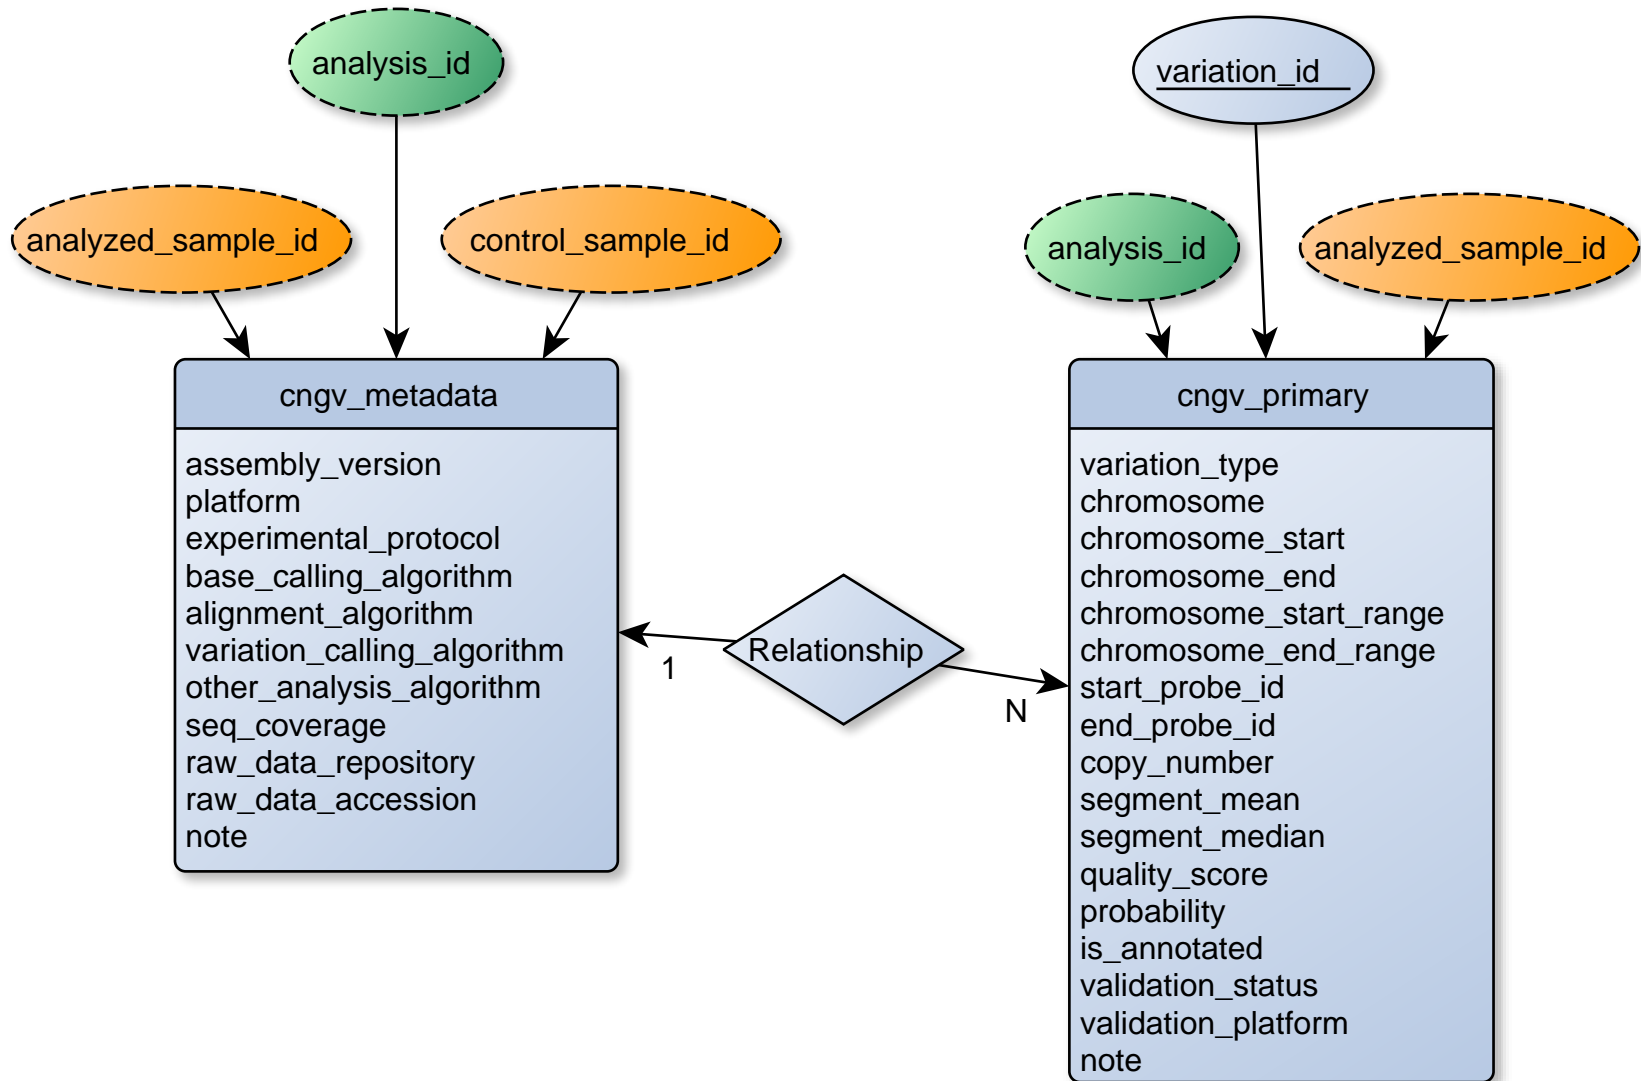 analysis_id
variation_id
analyzed_sample_id
control_sample_id
analysis_id
analyzed_sample_id
cngv_metadata
assembly_version
platform
experimental_protocol
base_calling_algorithm
alignment_algorithm
variation_calling_algorithm
other_analysis_algorithm
seq_coverage
raw_data_repository
raw_data_accession
note
Relationship
1
N
cngv_primary
variation_type
chromosome
chromosome_start
chromosome_end
chromosome_start_range
chromosome_end_range
start_probe_id
end_probe_id
copy_number
segment_mean
segment_median
quality_score
probability
is_annotated
validation_status
validation_platform
note